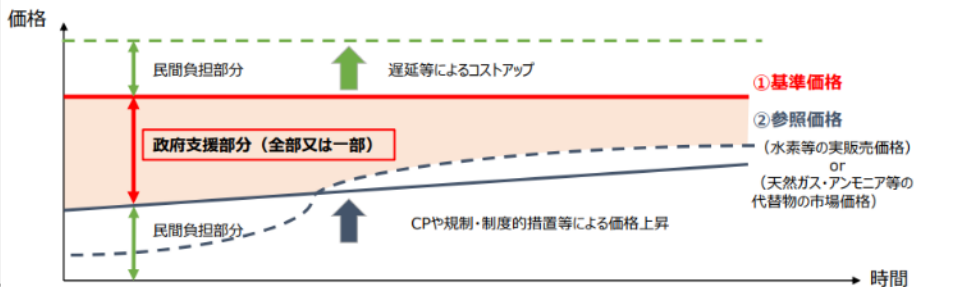 価格
民間負担部分
遅延等によるコストアップ
①基準価格
②参照価格
政府支援部分（全部又は一部）
（水素等の実販売価格）
or
（天然ガス・アンモニア等の
代替物の市場価格）
民間負担部分
CPや規制・制度的措置等による価格上昇
時間